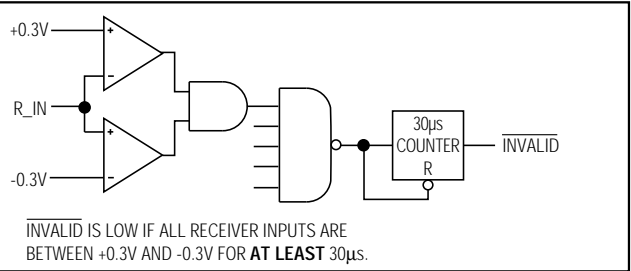 +0.3V
+
-
R_IN
+
-
-0.3V
30μs
COUNTER
R
INVALID
INVALID IS LOW IF ALL RECEIVER INPUTS ARE
BETWEEN +0.3V AND -0.3V FOR AT LEAST 30μs.